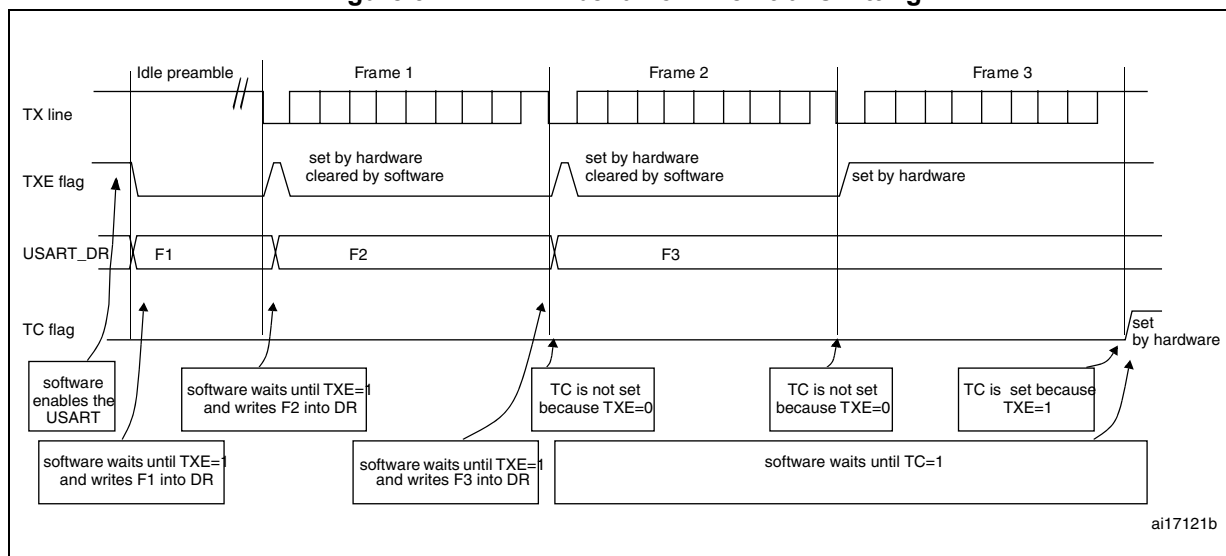 Idle preamble
Frame 1
Frame 2
Frame 3
TX line
TXE flag
set by hardware
cleared by software
set by hardware
cleared by software
set by hardware
USART_DR
F1
F2
F3
TC flag
set
by hardware
software
enables the
USART
software waits until TXE=1
and writes F2 into DR
TC is not set
because TXE=0
TC is not set
because TXE=0
TC is set because
TXE=1
software waits until TXE=1
and writes F1 into DR
software waits until TXE=1
and writes F3 into DR
software waits until TC=1
ai17121b